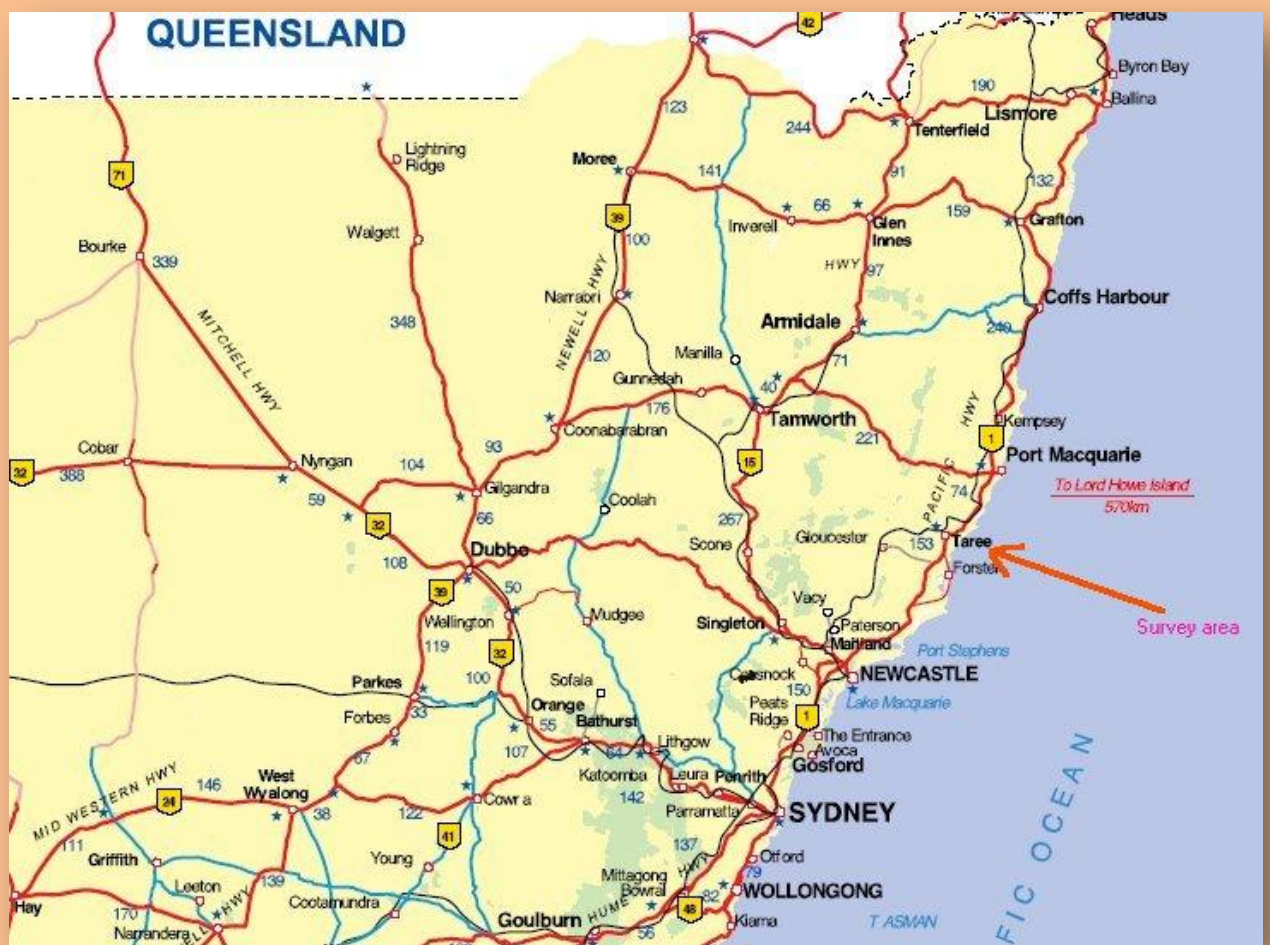 QUEENSLAND
42
Heads
Byron Bay
190
Ballina
123
Lismore
244
Tenterfield
Lightning
Ridge
Moree
141
91
71
132
66
159
39
Inverell
Glen
Innes
Grafton
Walgett
100
Bourke
339
HWY
97
NEWELL HWY
Narrabri
Coffs Harbour
MITCHELL HWY
348
Armidale
240
120
Manilla
71
Gunnedah
40
176
Tamworth
HWY
Kempsey
Coonabarabran
1
93
221
Cobar
Nyngan
104
15
Port Macquarie
32
388
59
Gilgandra
PACIFIC
74
To Lord Howe Island
570km
Coolah
32
66
267
Scone
Gloucester
153
Taree
Dubbo
108
Forster
39
50
Vacy
Wellington
Mudgee
Singleton
Paterson
Survey area
Maitland
119
32
Port Stephens
Cessnock
NEWCASTLE
100
Sofala
150
Parkes
Peats
Ridge
Lake Macquarie
33
Orange
Forbes
55
Bathurst
1
The Entrance
Lithgow
Avoca
67
107
64
Gosford
Katoomba
Leura
Penrith
MID WESTERN HWY
146
West
Wyalong
24
38
122
Cowra
142
Parramatta
SYDNEY
111
41
137
Griffith
Young
HWY
Otford
79
139
Mittagong
Leeton
Bowral
82
WOLLONGONG
Hay
170
Cootamundra
48
Goulburn
HUME
Kiama
Narrandera
HWY
56
TASMAN
FIC OCEAN